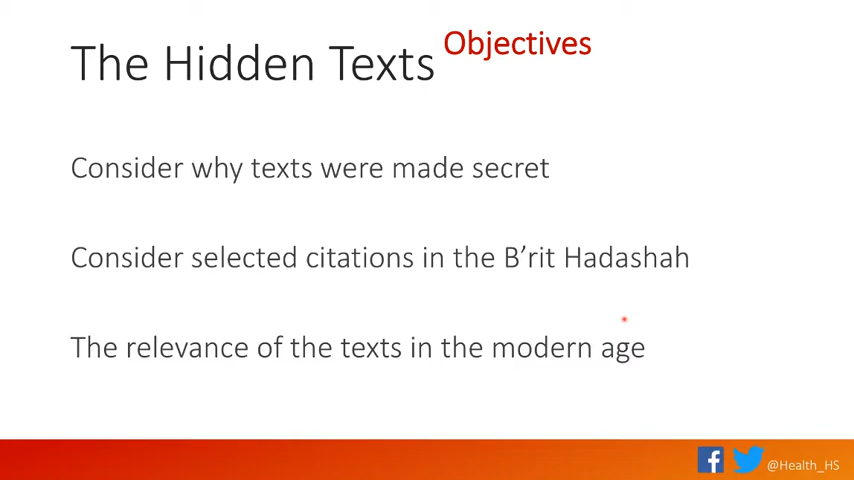 The Hidden Texts Objectives
Consider why texts were made secret
Consider selected citations in the B’rit Hadashah
The relevance of the texts in the modern age
@Health_HS